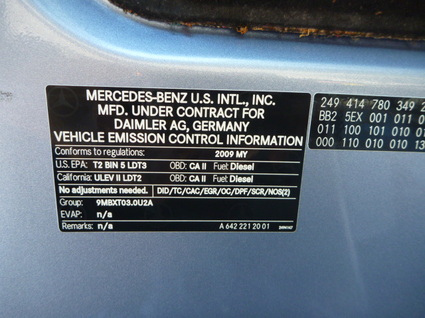 MERCEDES-BENZ U.S. INTL., INC.
MFD. UNDER CONTRACT FOR
DAIMLER AG, GERMANY
VEHICLE EMISSION CONTROL INFORMATION
Conforms to regulations: 2009 MY
U.S. EPA: T2 BIN 5 LDT3 OBD: CA II Fuel: Diesel
California: ULEV II LDT2 OBD: CA II Fuel: Diesel
No adjustments needed. DID/TC/CAC/EGR/OC/DPF/SCR/NOS(2)
Group: 9MBXT03.0U2A
EVAP: n/a
Remarks: n/a A 642 221 20 01
249 414 780 349 2
BB2 5EX 001 011 0
011 100 101 010 01
000 110 010 010 13